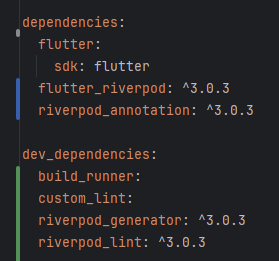 dependencies:
  flutter:
    sdk: flutter
  flutter_riverpod: ^3.0.3
  riverpod_annotation: ^3.0.3

dev_dependencies:
  build_runner:
  custom_lint:
  riverpod_generator: ^3.0.3
  riverpod_lint: ^3.0.3